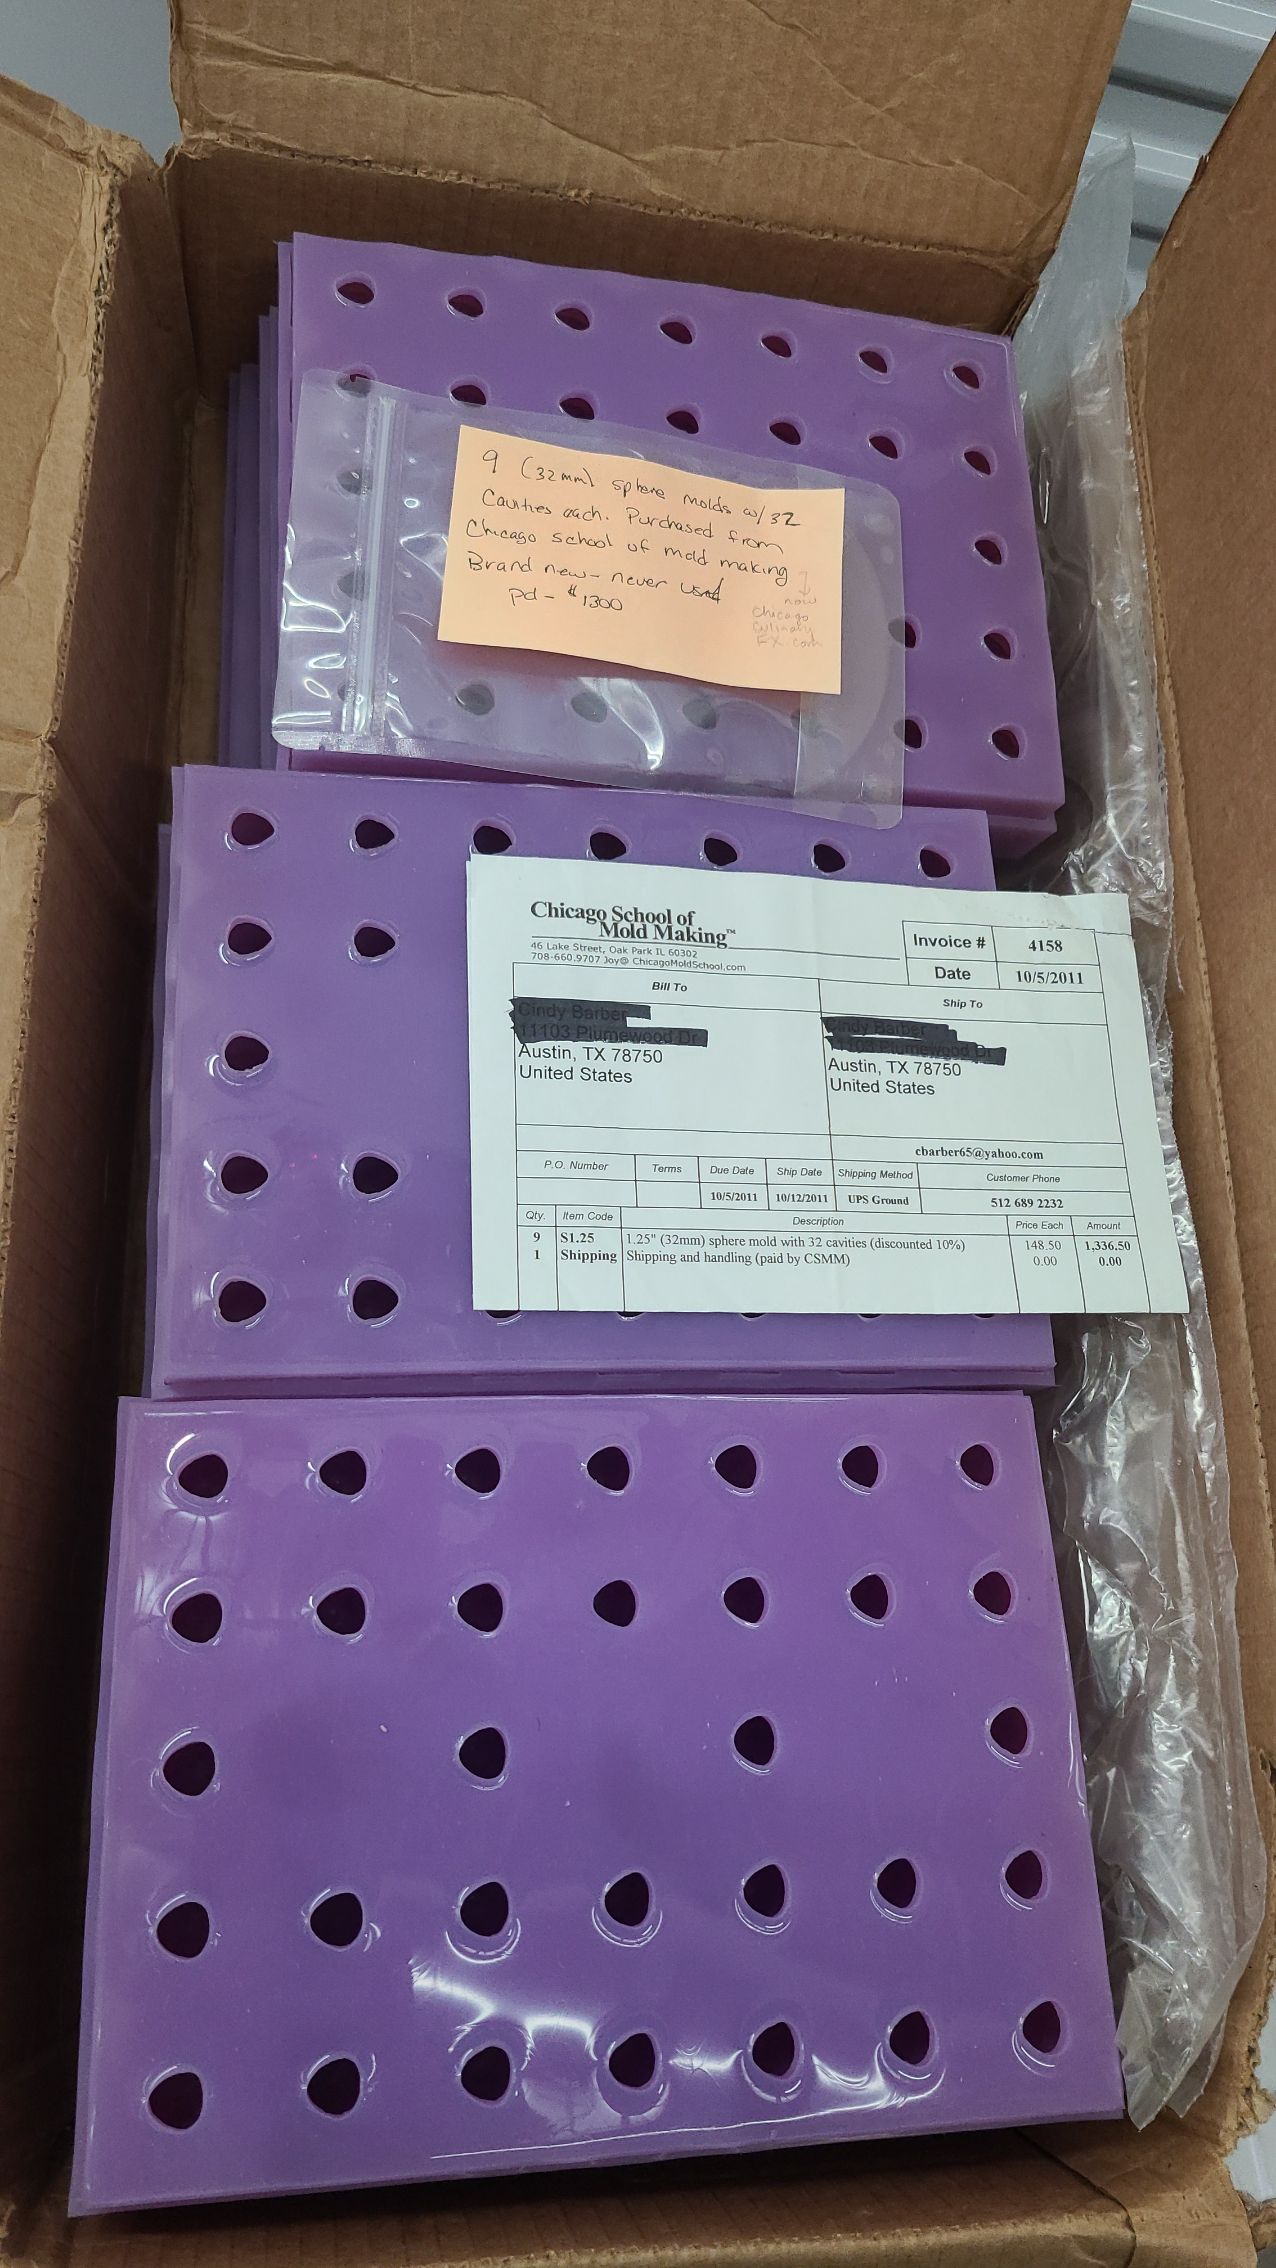 9 (32mm) sphere molds w/ 32
Cavities each. Purchased from
Chicago school of mold making
Brand new - never used
pd - $1300
now
Chicago
Culinary
FX.com
Chicago School of
Mold Making™
46 Lake Street, Oak Park IL 60302
708-660.9707 Joy@ ChicagoMoldSchool.com
Invoice # 4158
Date 10/5/2011
Bill To
Austin, TX 78750
United States
Ship To
Austin, TX 78750
United States
cbarber65@yahoo.com
P.O. Number Terms Due Date Ship Date Shipping Method Customer Phone
10/5/2011 10/12/2011 UPS Ground 512 689 2232
Qty. Item Code Description Price Each Amount
9 S1.25 1.25" (32mm) sphere mold with 32 cavities (discounted 10%) 148.50 1,336.50
1 Shipping Shipping and handling (paid by CSMM) 0.00 0.00